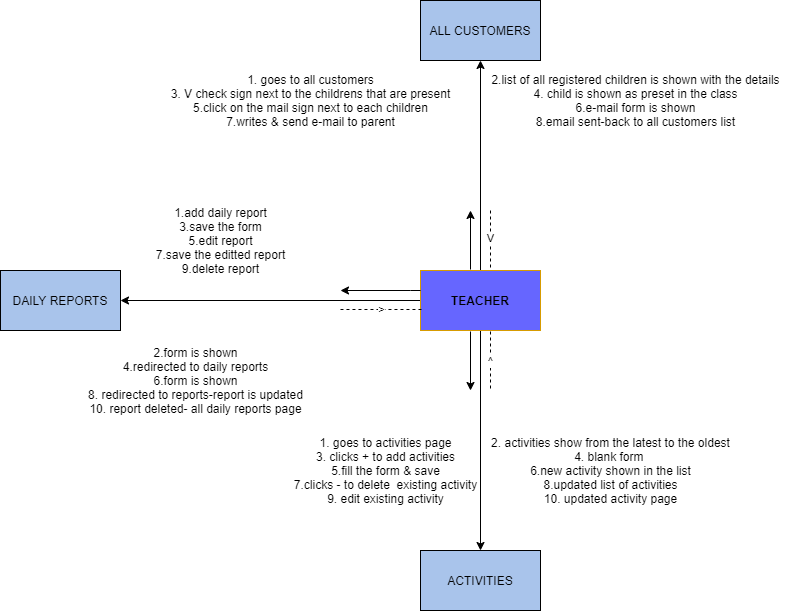 ALL CUSTOMERS
1. goes to all customers
3. V check sign next to the childrens that are present
5.click on the mail sign next to each children
7.writes & send e-mail to parent
2.list of all registered children is shown with the details
4. child is shown as preset in the class
6.e-mail form is shown
8.email sent-back to all customers list
1.add daily report
3.save the form
5.edit report
7.save the editted report
9.delete report
V
DAILY REPORTS
>
TEACHER
2.form is shown
4.redirected to daily reports
6.form is shown
8. redirected to reports-report is updated
10. report deleted- all daily reports page
^
1. goes to activities page
3. clicks + to add activities
5.fill the form & save
7.clicks - to delete existing activity
9. edit existing activity
2. activities show from the latest to the oldest
4. blank form
6.new activity shown in the list
8.updated list of activities
10. updated activity page
ACTIVITIES